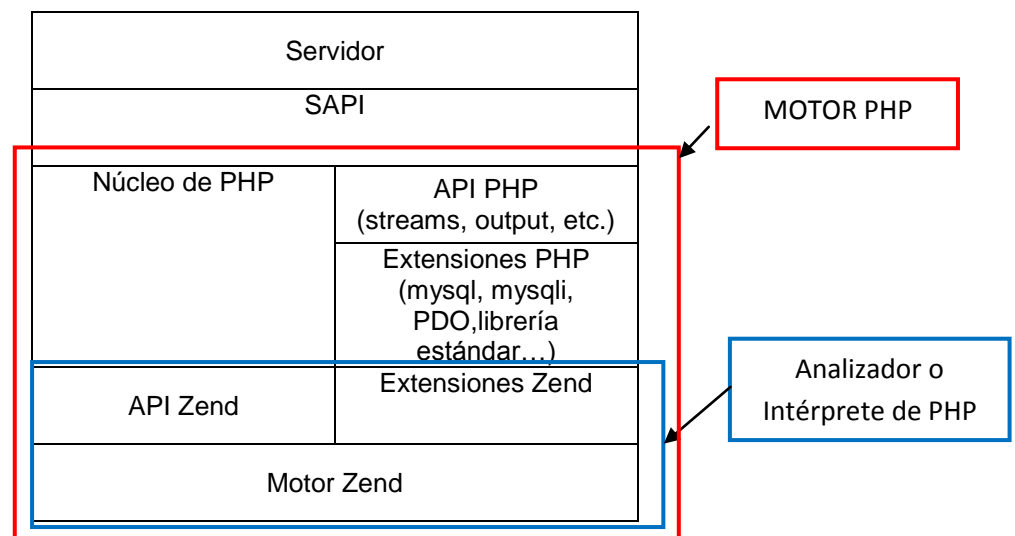 Servidor
SAPI
MOTOR PHP
Núcleo de PHP
API PHP
(streams, output, etc.)
Extensiones PHP
(mysql, mysqli,
PDO,librería
estándar…)
API Zend
Extensiones Zend
Analizador o
Intérprete de PHP
Motor Zend